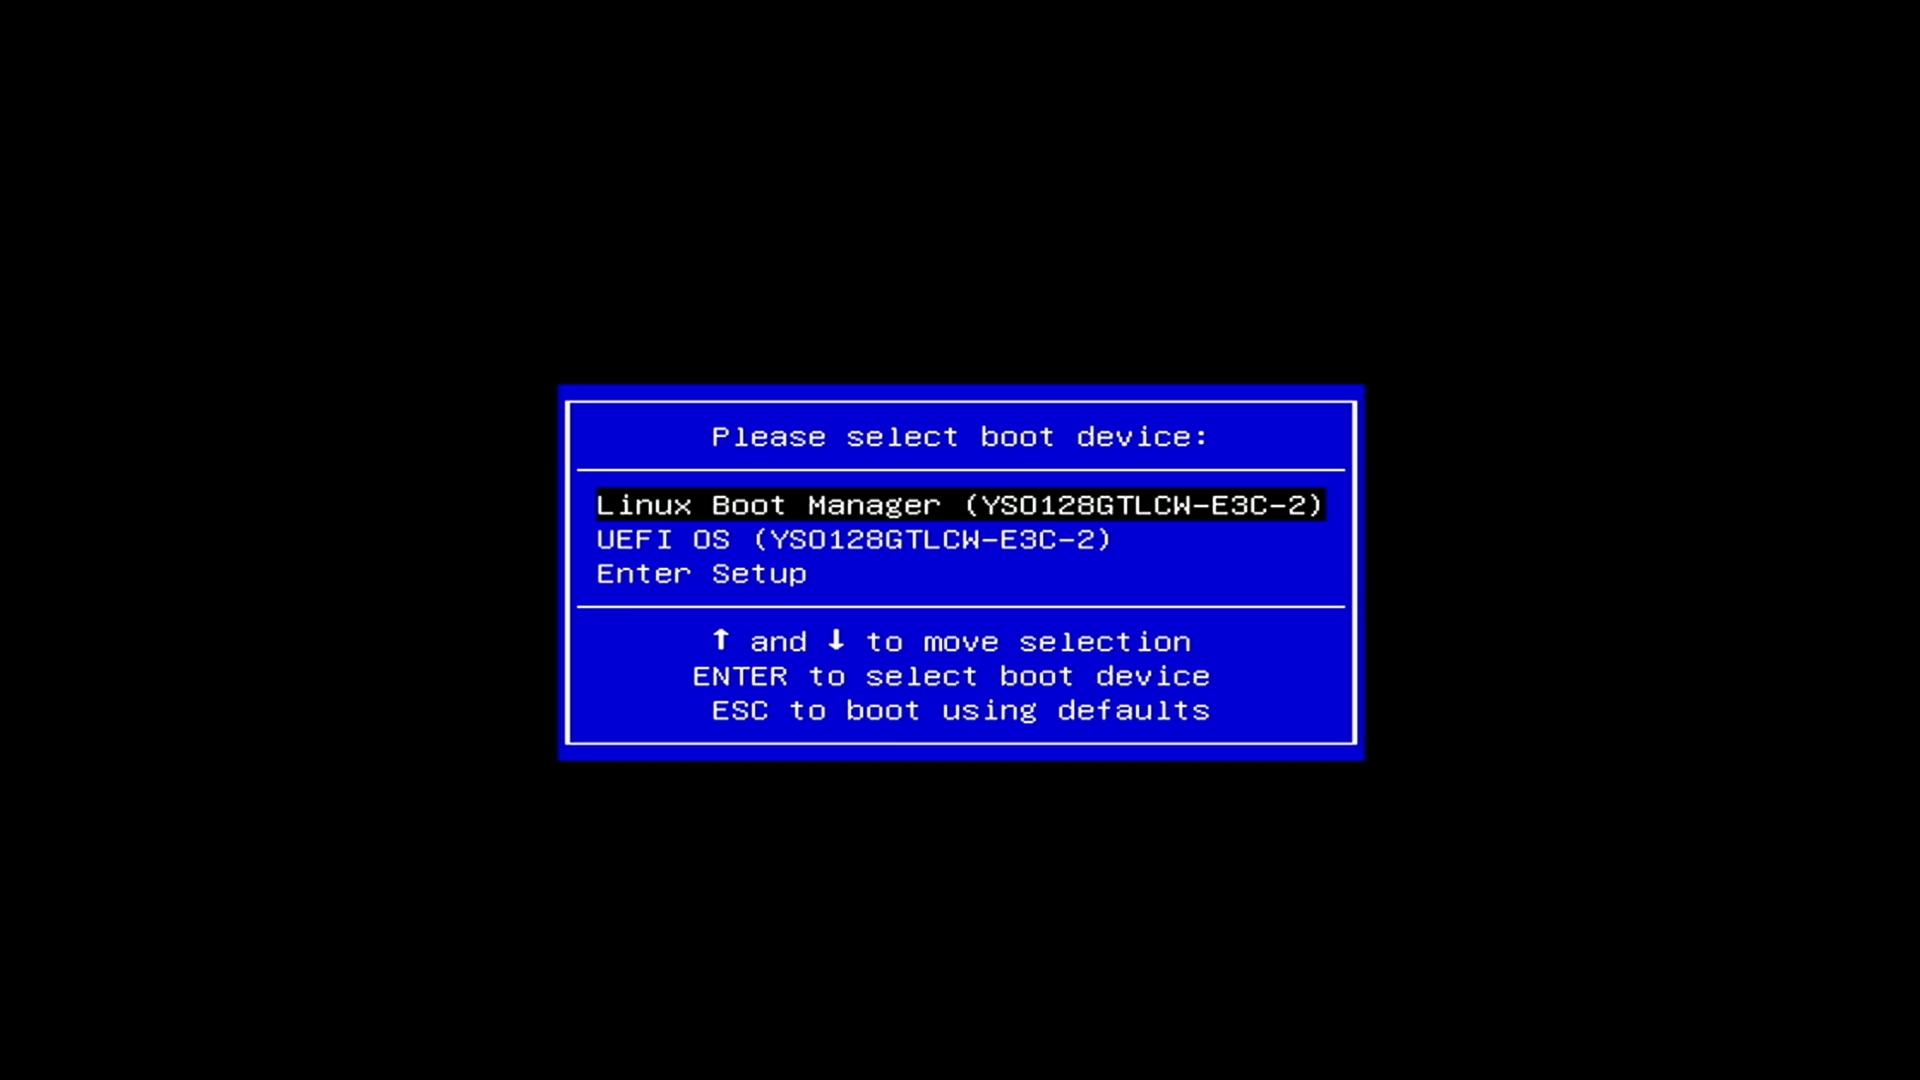 Please select boot device:
Linux Boot Manager (YSO128GTLCW-E3C-2)
UEFI OS (YSO128GTLCW-E3C-2)
Enter Setup
↑ and ↓ to move selection
ENTER to select boot device
ESC to boot using defaults